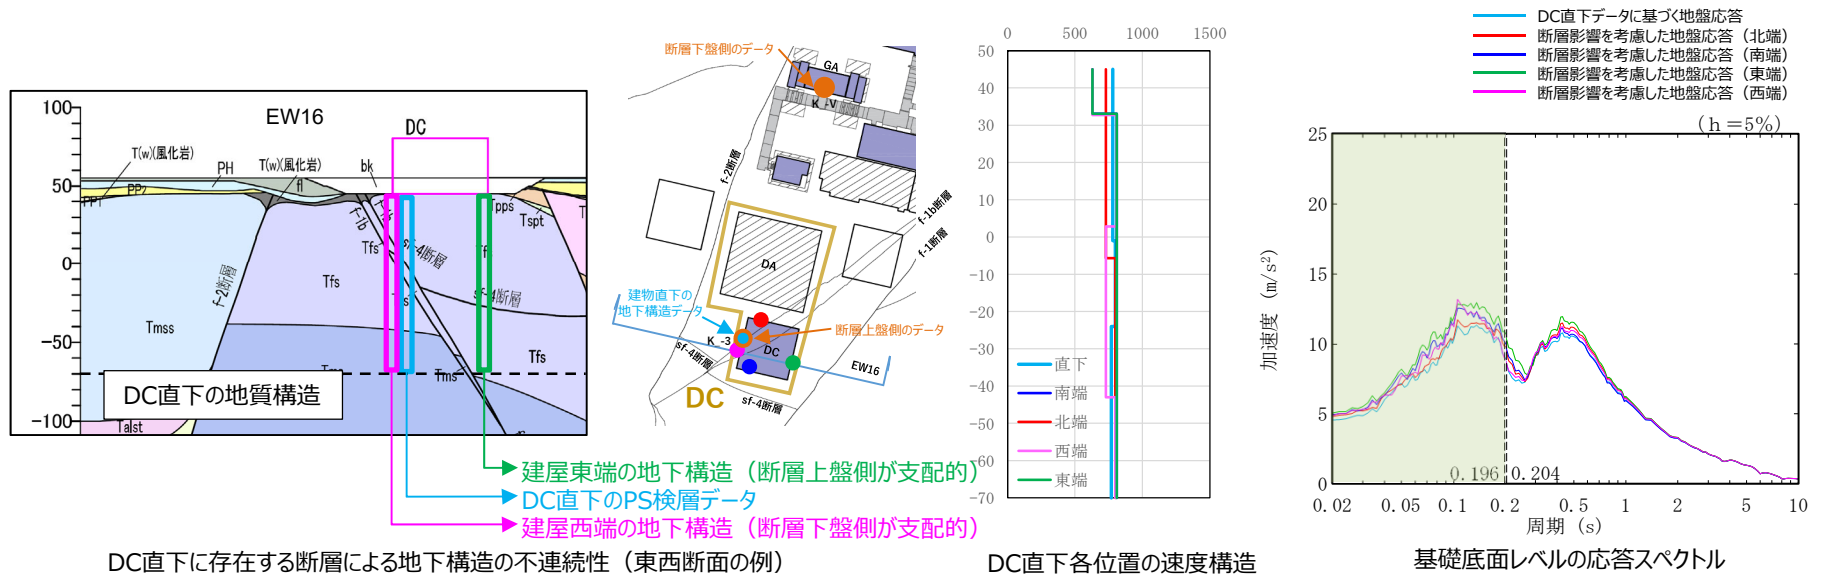 EW16
DC
100
50
0
−50
−100
T(w)(風化岩)
PH
T(w)(風化岩)
fl
bk
PP2
PP1
f-1b
Tfs
sf-4断層
Tfs
Tpps
Tspt
f-2断層
Tfs
sf-4断層
Tmss
Tms
Tfs
Talst
DC直下の地質構造
建屋東端の地下構造（断層上盤側が支配的）
DC直下のPS検層データ
建屋西端の地下構造（断層下盤側が支配的）
DC直下に存在する断層による地下構造の不連続性（東西断面の例）
断層下盤側のデータ
GA
K -V
f-2断層
f-1b断層
f-1断層
DA
建物直下の
地下構造データ
断層上盤側のデータ
K -3
DC
sf-4断層
EW16
DC
sf-4断層
0 500 1000 1500
50
40
30
20
10
0
-10
-20
-30
-40
-50
-60
-70
直下
南端
北端
西端
東端
DC直下各位置の速度構造
DC直下データに基づく地盤応答
断層影響を考慮した地盤応答（北端）
断層影響を考慮した地盤応答（南端）
断層影響を考慮した地盤応答（東端）
断層影響を考慮した地盤応答（西端）
(h＝5%)
25
20
15
10
5
0
加速度 (m/s²)
0.196
0.204
0.02 0.05 0.1 0.2 0.5 1 2 5 10
周期 (s)
基礎底面レベルの応答スペクトル